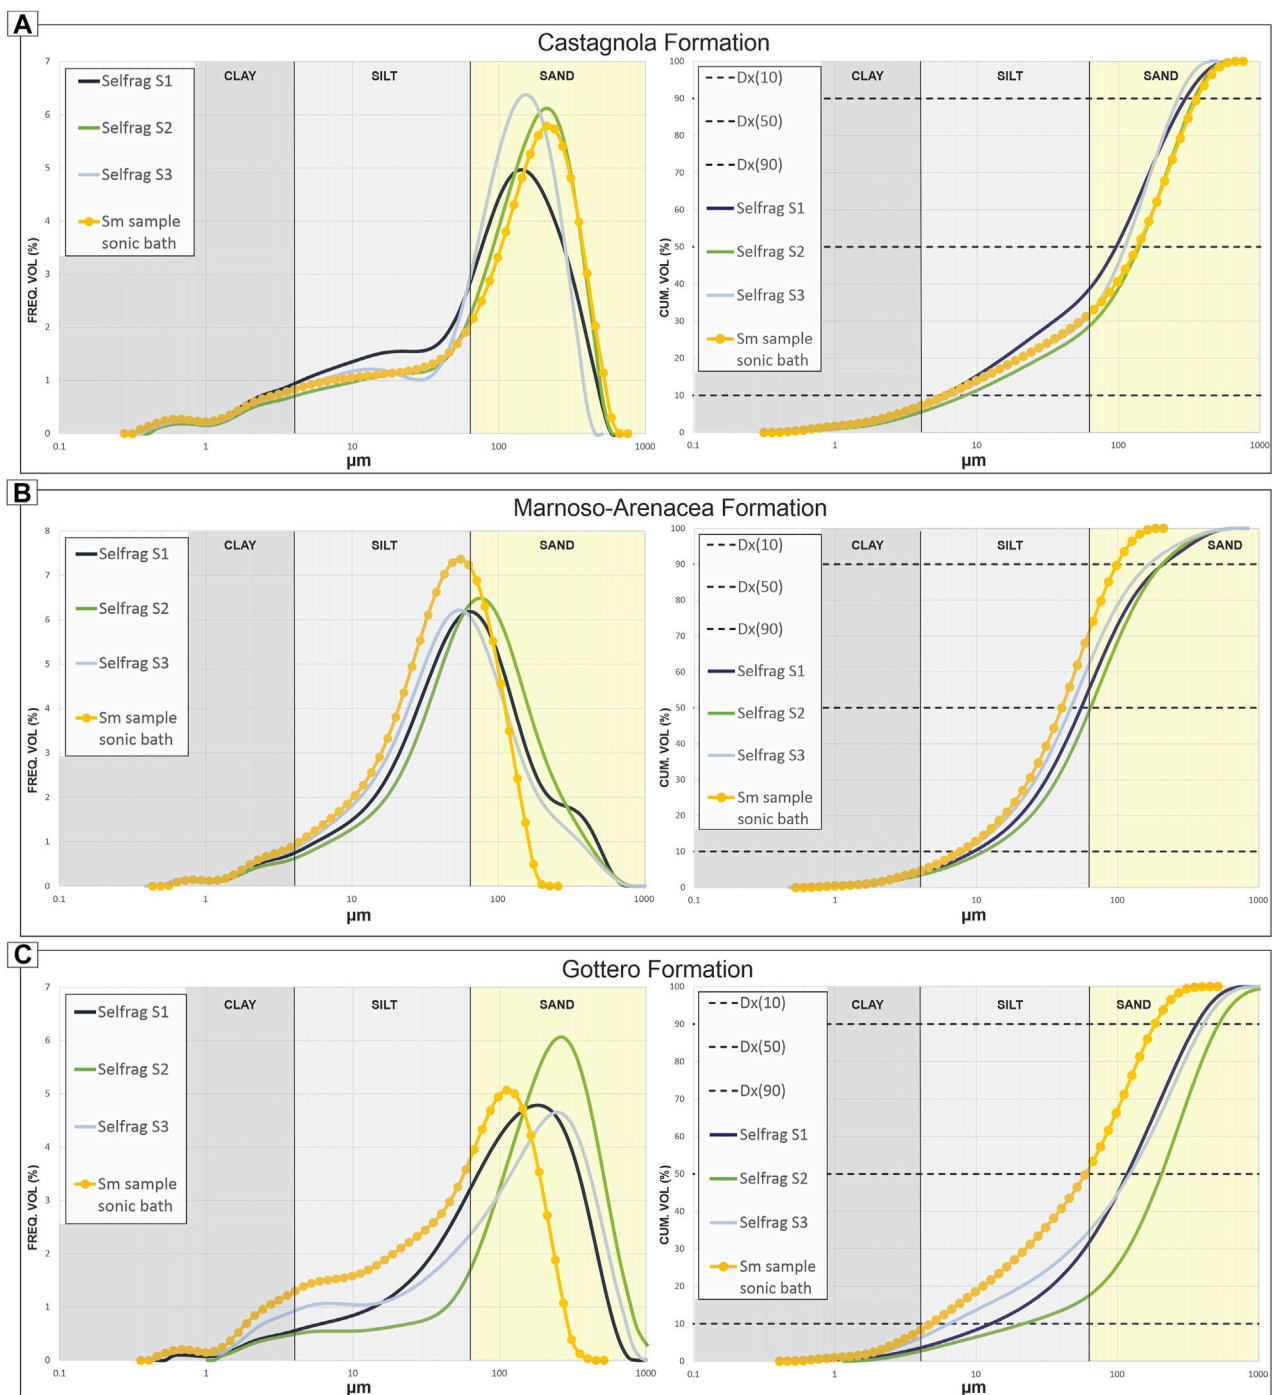 A
Castagnola Formation
7
6
5
4
3
2
1
0
FREQ. VOL (%)
Selfrag S1
Selfrag S2
Selfrag S3
Sm sample
sonic bath
CLAY
SILT
SAND
0.1
1
10
100
1000
µm
100
90
80
70
60
50
40
30
20
10
0
CUM. VOL (%)
Dx(10)
Dx(50)
Dx(90)
Selfrag S1
Selfrag S2
Selfrag S3
Sm sample
sonic bath
CLAY
SILT
SAND
0.1
1
10
100
1000
µm
B
Marnoso-Arenacea Formation
8
7
6
5
4
3
2
1
0
FREQ. VOL (%)
Selfrag S1
Selfrag S2
Selfrag S3
Sm sample
sonic bath
CLAY
SILT
SAND
0.1
1
10
100
1000
µm
100
90
80
70
60
50
40
30
20
10
0
CUM. VOL (%)
Dx(10)
Dx(50)
Dx(90)
Selfrag S1
Selfrag S2
Selfrag S3
Sm sample
sonic bath
CLAY
SILT
SAND
0.1
1
10
100
1000
µm
C
Gottero Formation
7
6
5
4
3
2
1
0
FREQ. VOL (%)
Selfrag S1
Selfrag S2
Selfrag S3
Sm sample
sonic bath
CLAY
SILT
SAND
0.1
1
10
100
1000
µm
100
90
80
70
60
50
40
30
20
10
0
CUM. VOL (%)
Dx(10)
Dx(50)
Dx(90)
Selfrag S1
Selfrag S2
Selfrag S3
Sm sample
sonic bath
CLAY
SILT
SAND
0.1
1
10
100
1000
µm